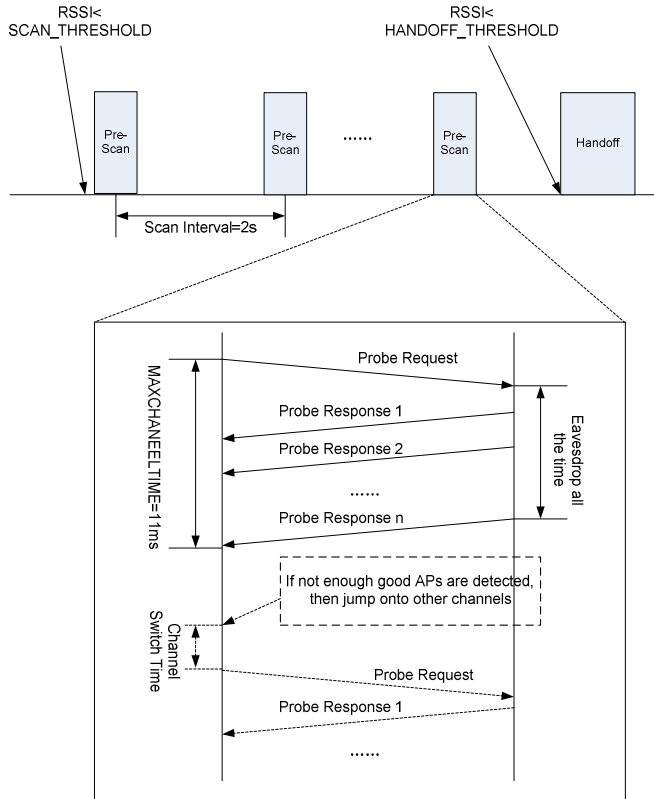 RSSI<
SCAN_THRESHOLD
RSSI<
HANDOFF_THRESHOLD
Pre-
Scan
Pre-
Scan
......
Pre-
Scan
Handoff
Scan Interval=2s
Probe Request
MAXCHANEELTIME=11ms
Probe Response 1
Probe Response 2
......
Probe Response n
Eavesdrop all
the time
If not enough good APs are detected,
then jump onto other channels
Channel
Switch Time
Probe Request
Probe Response 1
......